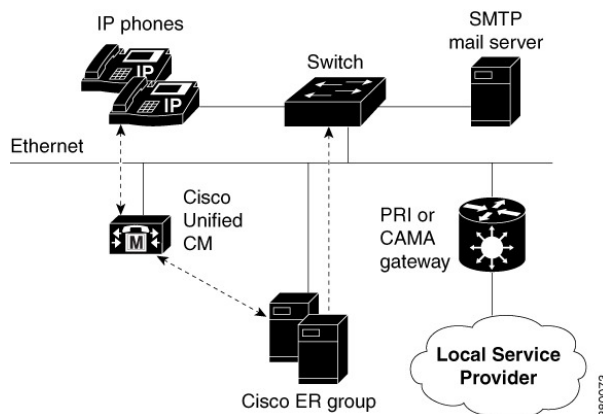 IP phones
SMTP
mail server
Switch
IP
IP
Ethernet
Cisco
Unified
CM
M
PRI or
CAMA
gateway
Local Service
Provider
Cisco ER group